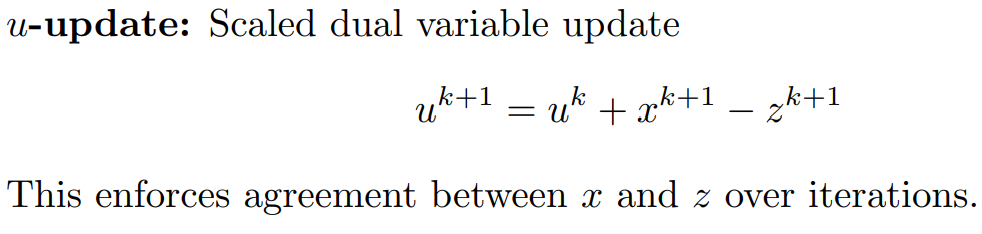 u-update: Scaled dual variable update
u^{k+1} = u^k + x^{k+1} − z^{k+1}
This enforces agreement between x and z over iterations.